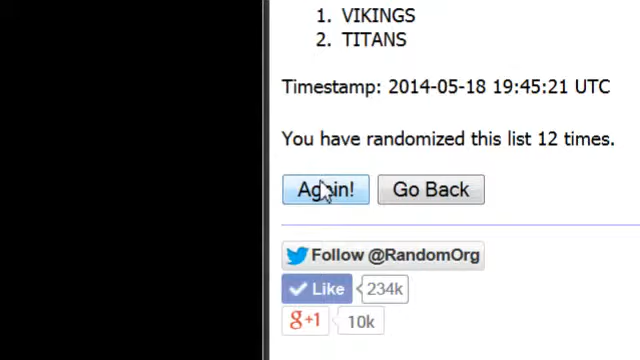 1. VIKINGS
2. TITANS
Timestamp: 2014-05-18 19:45:21 UTC
You have randomized this list 12 times.
Again! Go Back
Follow @RandomOrg
Like 234k
g+1 10k